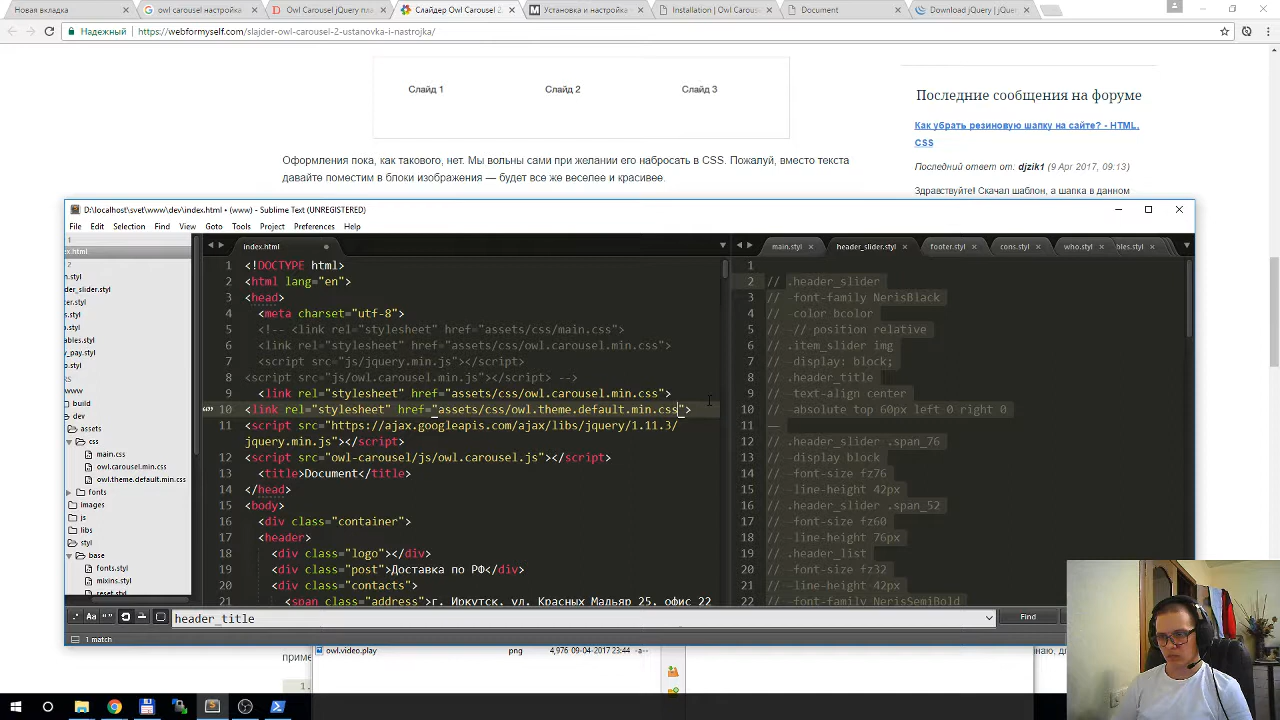 Новая вкладка
owl carousel настройка
Owl Carousel jQuery пла
Слайдер Owl Carousel 2.
Установка и настройка
Installation | Owl Carous
Document
Download jQuery | jQuer
Надежный
https://webformyself.com/slajder-owl-carousel-2-ustanovka-i-nastrojka/
Слайд 1 Слайд 2 Слайд 3
Оформления пока, как такового, нет. Мы вольны сами при желании его набросать в CSS. Пожалуй, вместо текста
давайте поместим в блоки изображения — будет все же веселее и красивее.
Последние сообщения на форуме
Как убрать резиновую шапку на сайте? - HTML,
CSS
Последний ответ от: djzik1 (9 Apr 2017, 09:13)
Здравствуйте! Скачал шаблон, а шапка в данном
D:\localhost\svet\www\dev\index.html • (www) - Sublime Text (UNREGISTERED)
File Edit Selection Find View Goto Tools Project Preferences Help
index.html
main.styl header_slider.styl footer.styl cons.styl who.styl bles.styl
build
dev
assets
css
main.css
owl.carousel.min.css
owl.theme.default.min.css
fonts
images
js
libs
styl
base
fonts.styl
mixins.styl
reset.styl
1 <!DOCTYPE html>
2 <html lang="en">
3 <head>
4 <meta charset="utf-8">
5 <!-- <link rel="stylesheet" href="assets/css/main.css">
6 <link rel="stylesheet" href="assets/css/owl.carousel.min.css">
7 <script src="js/jquery.min.js"></script>
8 <script src="js/owl.carousel.min.js"></script> -->
9 <link rel="stylesheet" href="assets/css/owl.carousel.min.css">
10 <link rel="stylesheet" href="assets/css/owl.theme.default.min.css">
11 <script src="https://ajax.googleapis.com/ajax/libs/jquery/1.11.3/
jquery.min.js"></script>
12 <script src="owl-carousel/js/owl.carousel.js"></script>
13 <title>Document</title>
14 </head>
15 <body>
16 <div class="container">
17 <header>
18 <div class="logo"></div>
19 <div class="post">Доставка по РФ</div>
20 <div class="contacts">
21 <span class="address">г. Иркутск, ул. Красных Мадьяр 25, офис 22
1
2 // .header_slider
3 // font-family NerisBlack
4 // color bcolor
5 // // position relative
6 // .item_slider img
7 // display: block;
8 // .header_title
9 // text-align center
10 // absolute top 60px left 0 right 0
11
12 // .header_slider .span_76
13 // display block
14 // font-size fz76
15 // line-height 42px
16 // .header_slider .span_52
17 // font-size fz60
18 // line-height 76px
19 // .header_list
20 // font-size fz32
21 // line-height 42px
22 // font-family NerisSemiBold
header_title
Find
1 match
приме
owl.video.play png 4,976 09-04-2017 23:44 -a--
1.